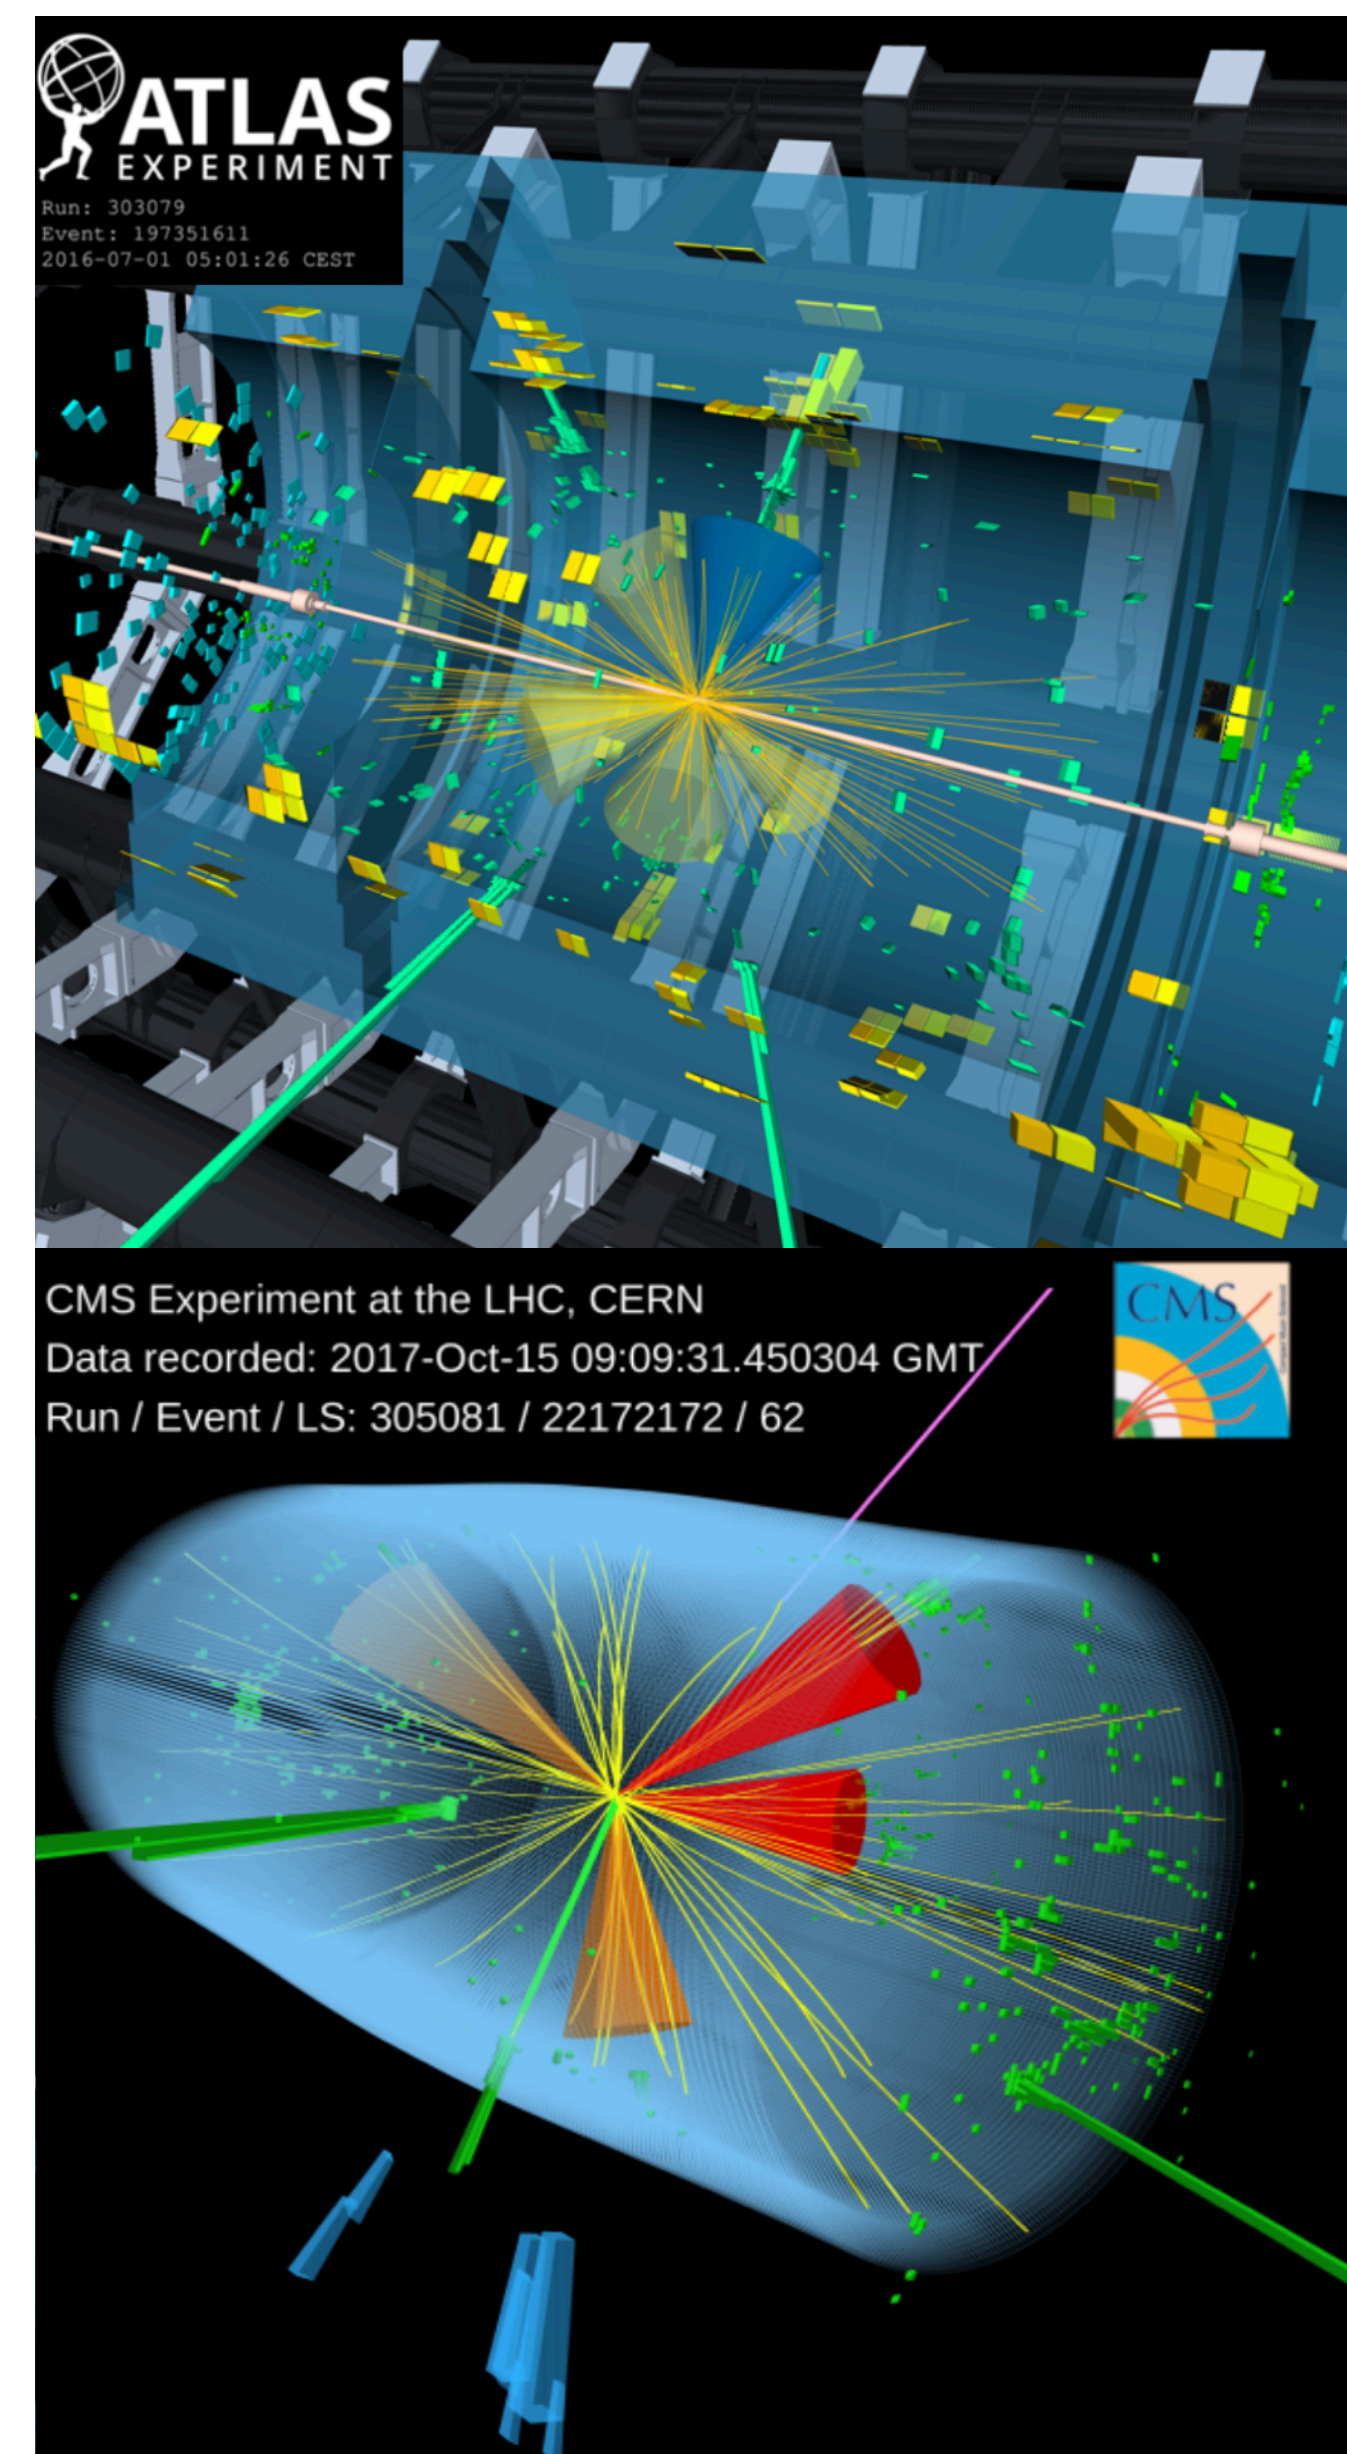 ATLAS
EXPERIMENT
Run: 303079
Event: 197351611
2016-07-01 05:01:26 CEST
CMS Experiment at the LHC, CERN
Data recorded: 2017-Oct-15 09:09:31.450304 GMT
Run / Event / LS: 305081 / 22172172 / 62
CMS